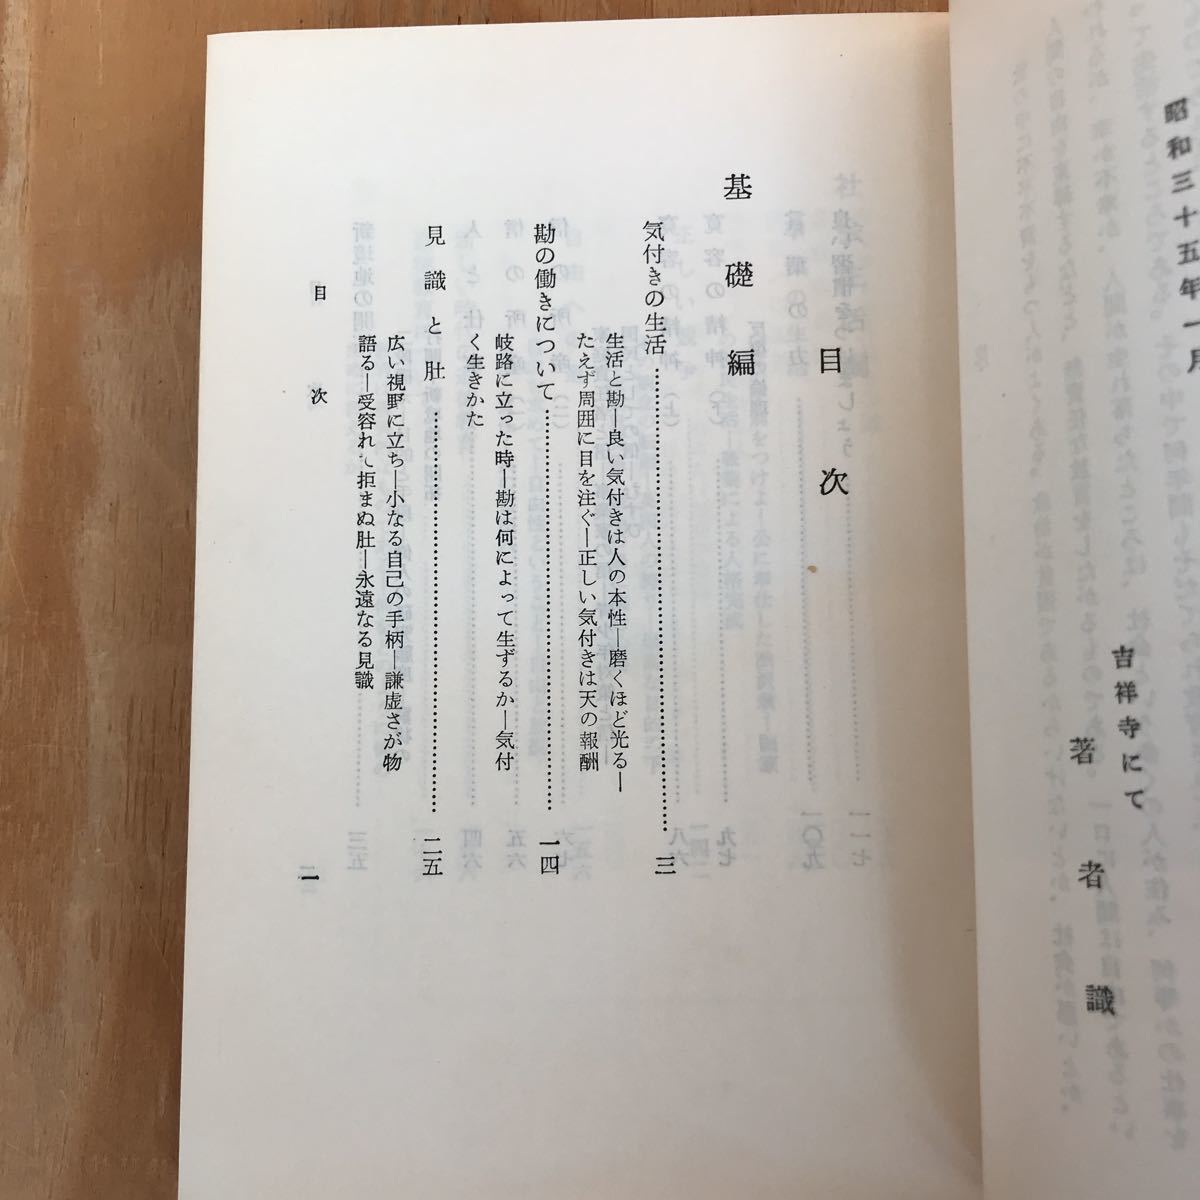 昭和三十五年一月
吉祥寺にて
著者識
目次
基礎編
気付きの生活……三
生活と勘―良い気付きは人の本性―磨くほど光る―
たえず周囲に目を注ぐ―正しい気付きは天の報酬
勘の働きについて……一四
岐路に立った時―勘は何によって生ずるか―気付
く生きかた
見識と肚……二五
広い視野に立ち―小なる自己の手柄―謙虚さが物
語る―受容れて拒まぬ肚―永遠なる見識
目次
一